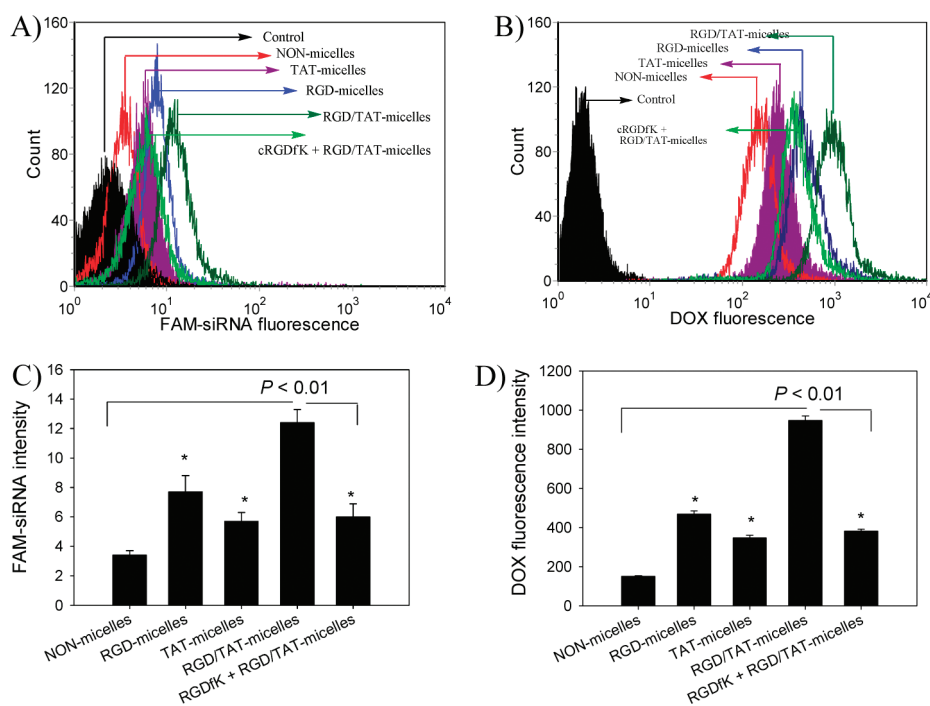 A)
160
120
80
40
0
Count
10^0
10^1
10^2
10^3
10^4
FAM-siRNA fluorescence
Control
NON-micelles
TAT-micelles
RGD-micelles
RGD/TAT-micelles
cRGDfK + RGD/TAT-micelles
B)
160
120
80
40
0
Count
10^0
10^1
10^2
10^3
10^4
DOX fluorescence
RGD/TAT-micelles
RGD-micelles
TAT-micelles
NON-micelles
Control
cRGDfK +
RGD/TAT-micelles
C)
16
14
12
10
8
6
4
2
0
FAM-siRNA intensity
P < 0.01
*
*
*
NON-micelles
RGD-micelles
TAT-micelles
RGD/TAT-micelles
RGDfK + RGD/TAT-micelles
D)
1200
1000
800
600
400
200
0
DOX fluorescence intensity
P < 0.01
*
*
*
NON-micelles
RGD-micelles
TAT-micelles
RGD/TAT-micelles
RGDfK + RGD/TAT-micelles